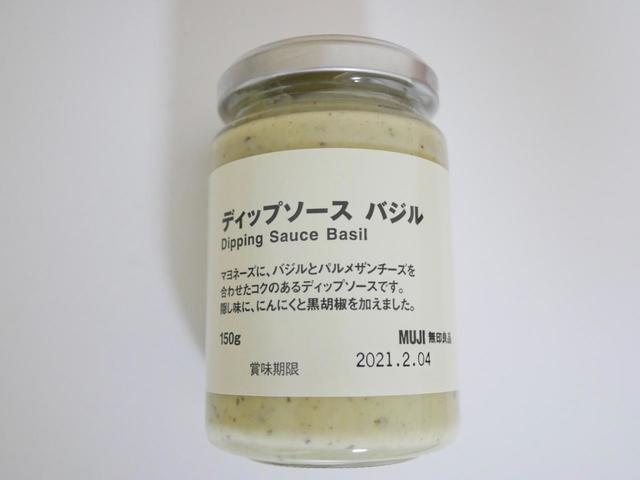 ディップソース バジル
Dipping Sauce Basil
マヨネーズに、バジルとパルメザンチーズを
合わせたコクのあるディップソースです。
隠し味に、にんにくと黒胡椒を加えました。
150g
MUJI 無印良品
2021.2.04
賞味期限